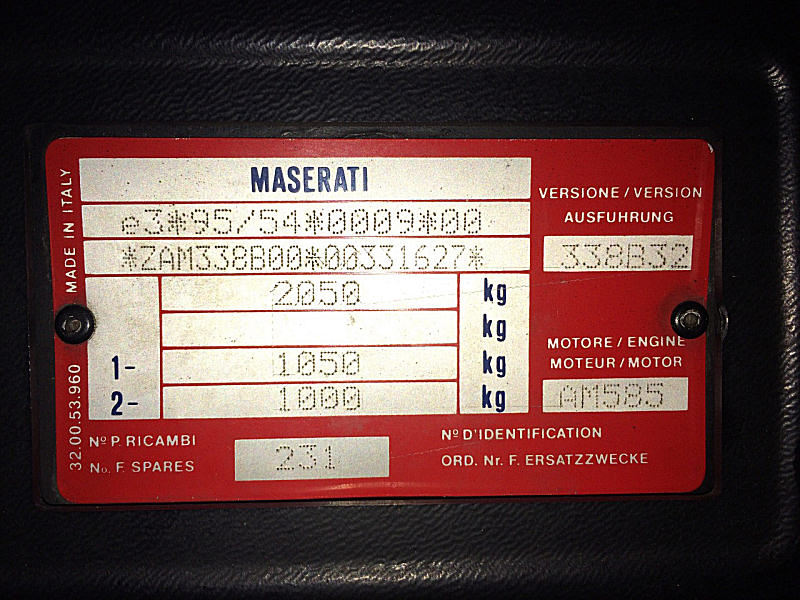 MADE IN ITALY
32.00.53.960
MASERATI
e3*95/54*0009*00
*ZAM338B00*00331627*
2050 kg
kg
1- 1050 kg
2- 1000 kg
VERSIONE / VERSION
AUSFUHRUNG
338B32
MOTORE / ENGINE
MOTEUR / MOTOR
AM585
Nº P. RICAMBI
No. F. SPARES
231
Nº D'IDENTIFICATION
ORD. Nr. F. ERSATZZWECKE